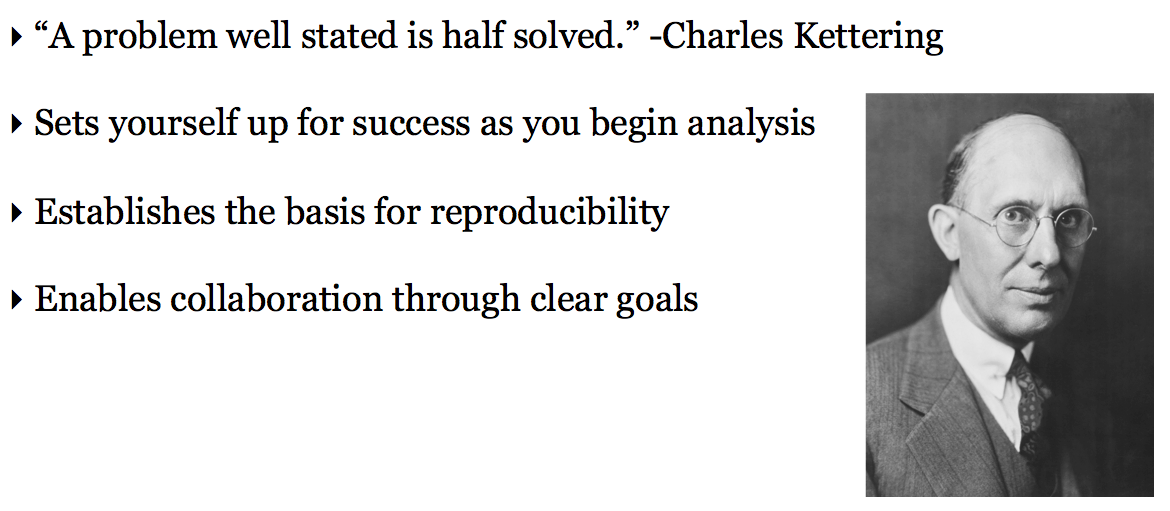 ‣ “A problem well stated is half solved.” -Charles Kettering
‣ Sets yourself up for success as you begin analysis
‣ Establishes the basis for reproducibility
‣ Enables collaboration through clear goals